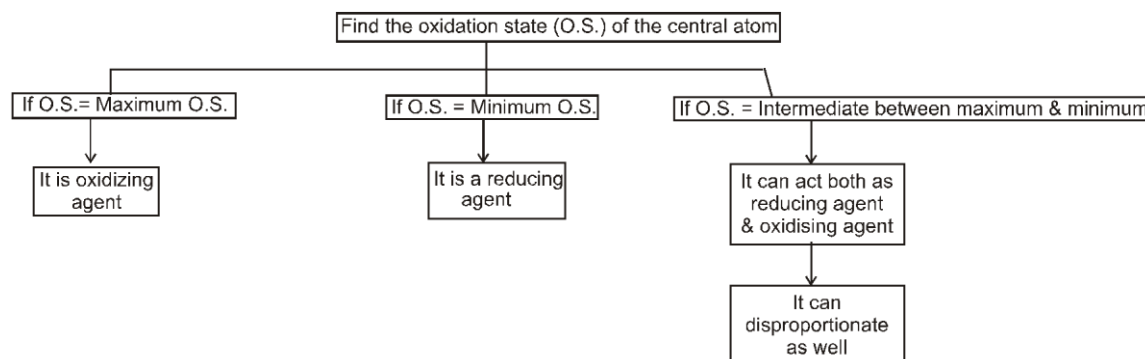 Find the oxidation state (O.S.) of the central atom
If O.S.= Maximum O.S.
If O.S. = Minimum O.S.
If O.S. = Intermediate between maximum & minimum
It is oxidizing
agent
It is a reducing
agent
It can act both as
reducing agent
& oxidising agent
It can
disproportionate
as well